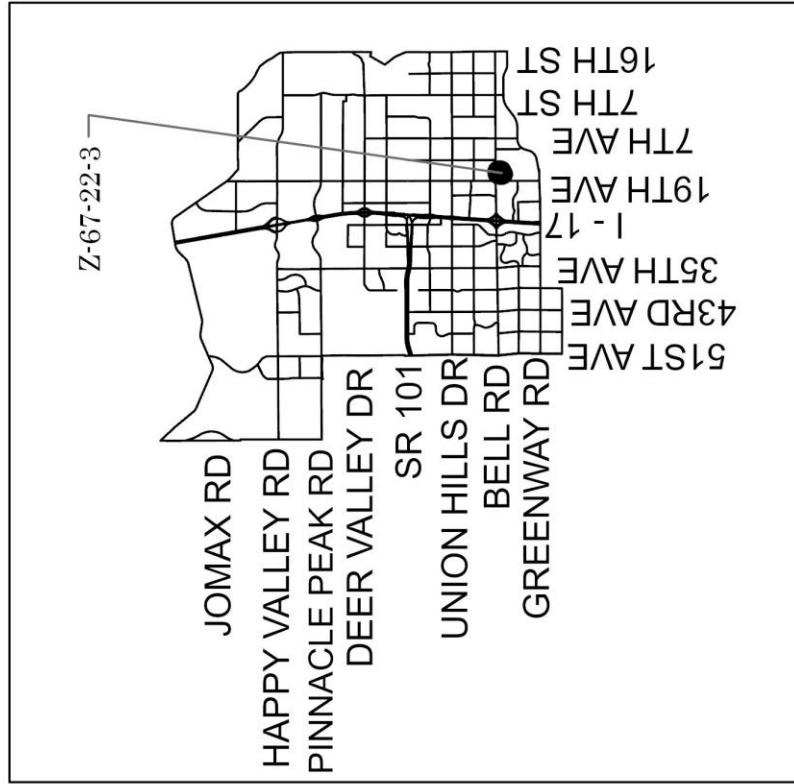 Z-67-22-3
JOMAX RD
HAPPY VALLEY RD
PINNACLE PEAK RD
DEER VALLEY DR
SR 101
UNION HILLS DR
BELL RD
GREENWAY RD
51ST AVE
43RD AVE
35TH AVE
I - 17
19TH AVE
7TH AVE
7TH ST
16TH ST